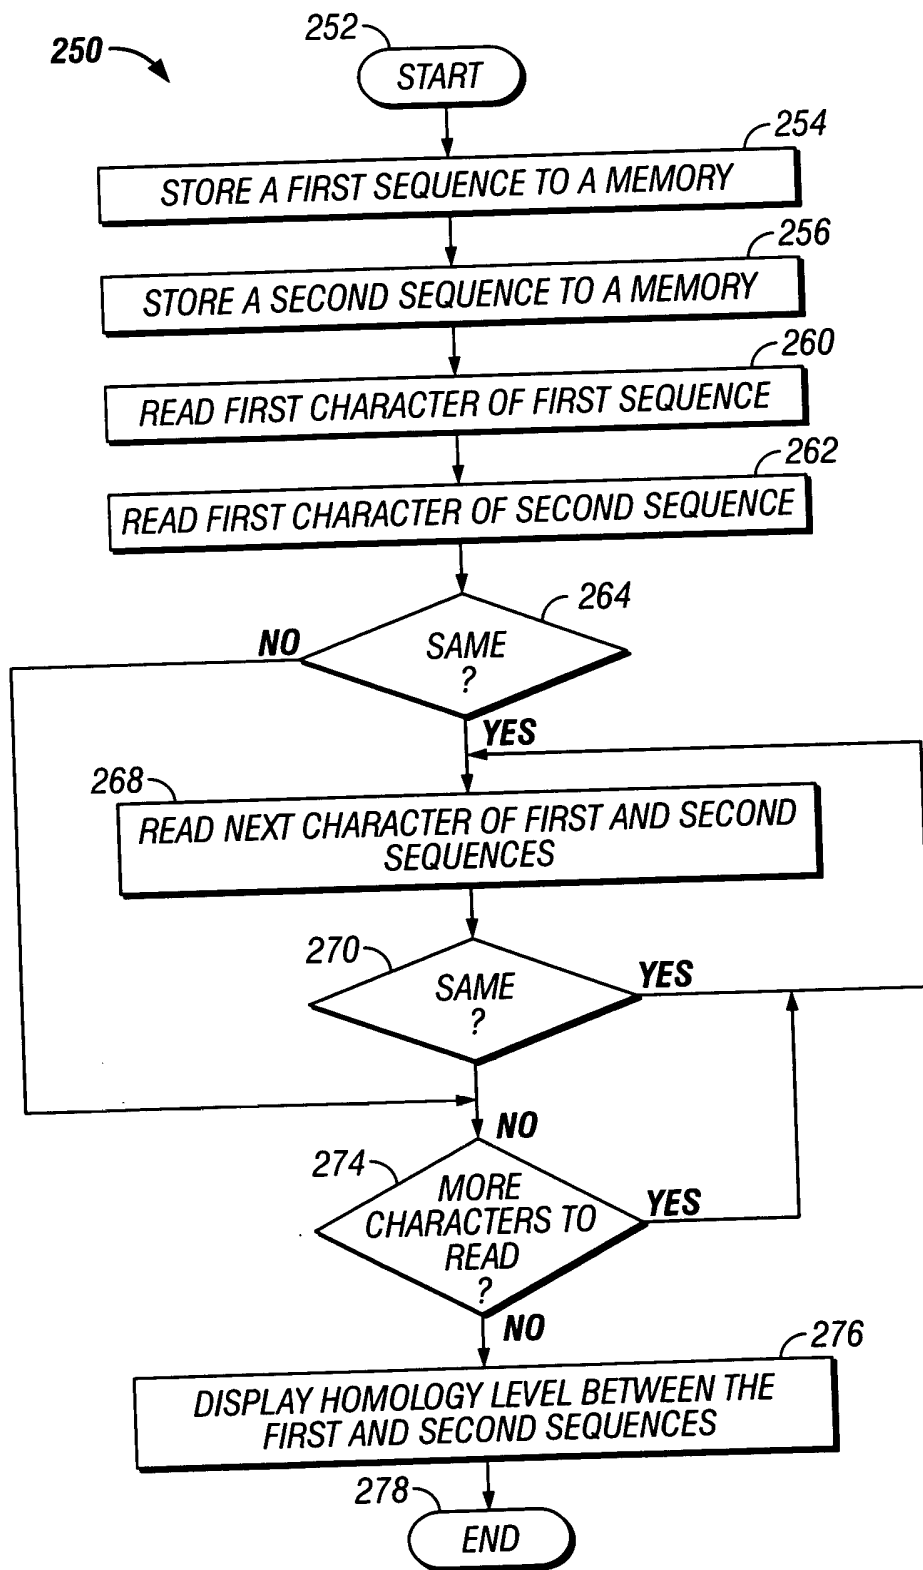 250
252
START
254
STORE A FIRST SEQUENCE TO A MEMORY
256
STORE A SECOND SEQUENCE TO A MEMORY
260
READ FIRST CHARACTER OF FIRST SEQUENCE
262
READ FIRST CHARACTER OF SECOND SEQUENCE
264
NO
SAME
?
YES
268
READ NEXT CHARACTER OF FIRST AND SECOND
SEQUENCES
270
SAME
?
YES
NO
274
MORE
CHARACTERS TO
READ
?
YES
NO
276
DISPLAY HOMOLOGY LEVEL BETWEEN THE
FIRST AND SECOND SEQUENCES
278
END